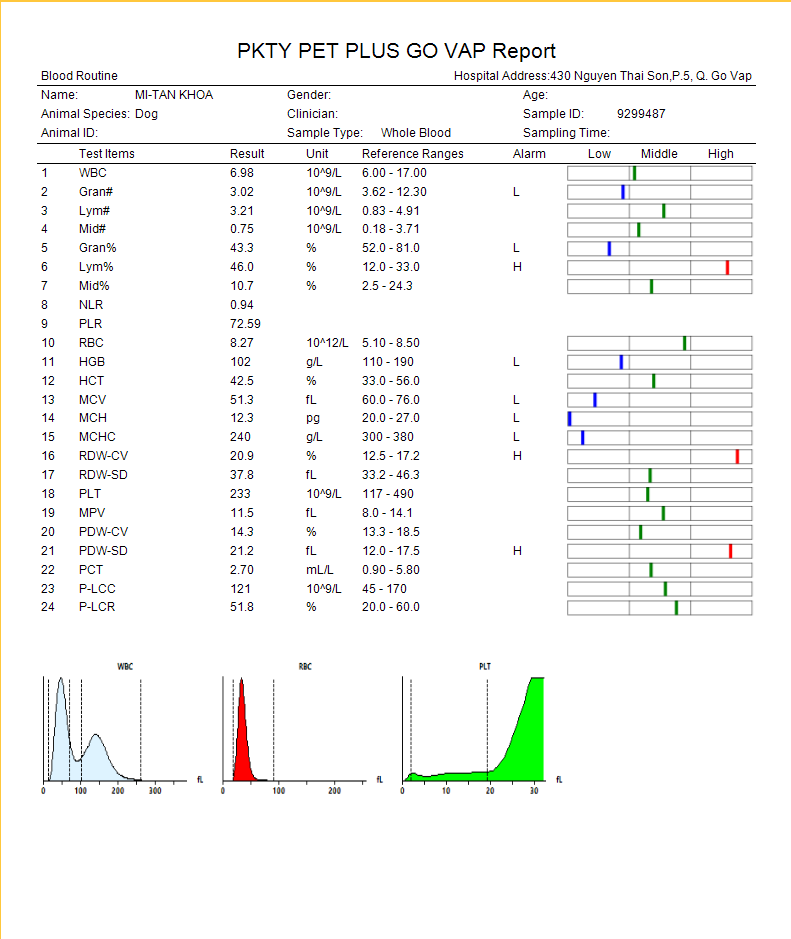 PKTY PET PLUS GO VAP Report
Blood Routine Hospital Address:430 Nguyen Thai Son,P.5, Q. Go Vap
Name: MI-TAN KHOA Gender: Age:
Animal Species: Dog Clinician: Sample ID: 9299487
Animal ID: Sample Type: Whole Blood Sampling Time:
Test Items Result Unit Reference Ranges Alarm Low Middle High
1 WBC 6.98 10^9/L 6.00 - 17.00
2 Gran# 3.02 10^9/L 3.62 - 12.30 L
3 Lym# 3.21 10^9/L 0.83 - 4.91
4 Mid# 0.75 10^9/L 0.18 - 3.71
5 Gran% 43.3 % 52.0 - 81.0 L
6 Lym% 46.0 % 12.0 - 33.0 H
7 Mid% 10.7 % 2.5 - 24.3
8 NLR 0.94
9 PLR 72.59
10 RBC 8.27 10^12/L 5.10 - 8.50
11 HGB 102 g/L 110 - 190 L
12 HCT 42.5 % 33.0 - 56.0
13 MCV 51.3 fL 60.0 - 76.0 L
14 MCH 12.3 pg 20.0 - 27.0 L
15 MCHC 240 g/L 300 - 380 L
16 RDW-CV 20.9 % 12.5 - 17.2 H
17 RDW-SD 37.8 fL 33.2 - 46.3
18 PLT 233 10^9/L 117 - 490
19 MPV 11.5 fL 8.0 - 14.1
20 PDW-CV 14.3 % 13.3 - 18.5
21 PDW-SD 21.2 fL 12.0 - 17.5 H
22 PCT 2.70 mL/L 0.90 - 5.80
23 P-LCC 121 10^9/L 45 - 170
24 P-LCR 51.8 % 20.0 - 60.0
WBC RBC PLT
fL fL fL
0 100 200 300 0 100 200 0 10 20 30